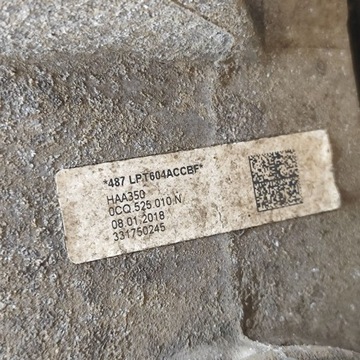 *487 LPT604ACCBF*
HAA350
0CQ 525 010 N
08.01.2018
331750245